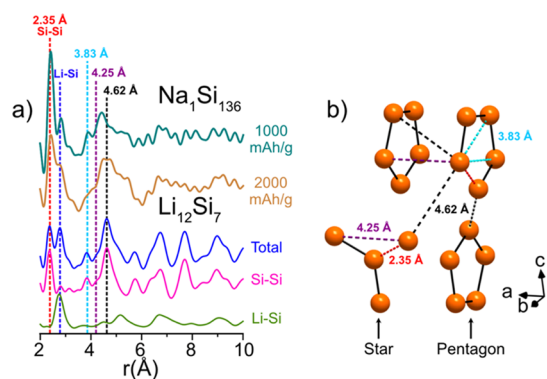 a)
2.35 Å
Si-Si
Li-Si
3.83 Å
4.25 Å
4.62 Å
Na1Si136
1000
mAh/g
2000
mAh/g
Li12Si7
Total
Si-Si
Li-Si
2 4 6 8 10
r(Å)
b)
3.83 Å
4.62 Å
4.25 Å
2.35 Å
Star
Pentagon
c
a
b